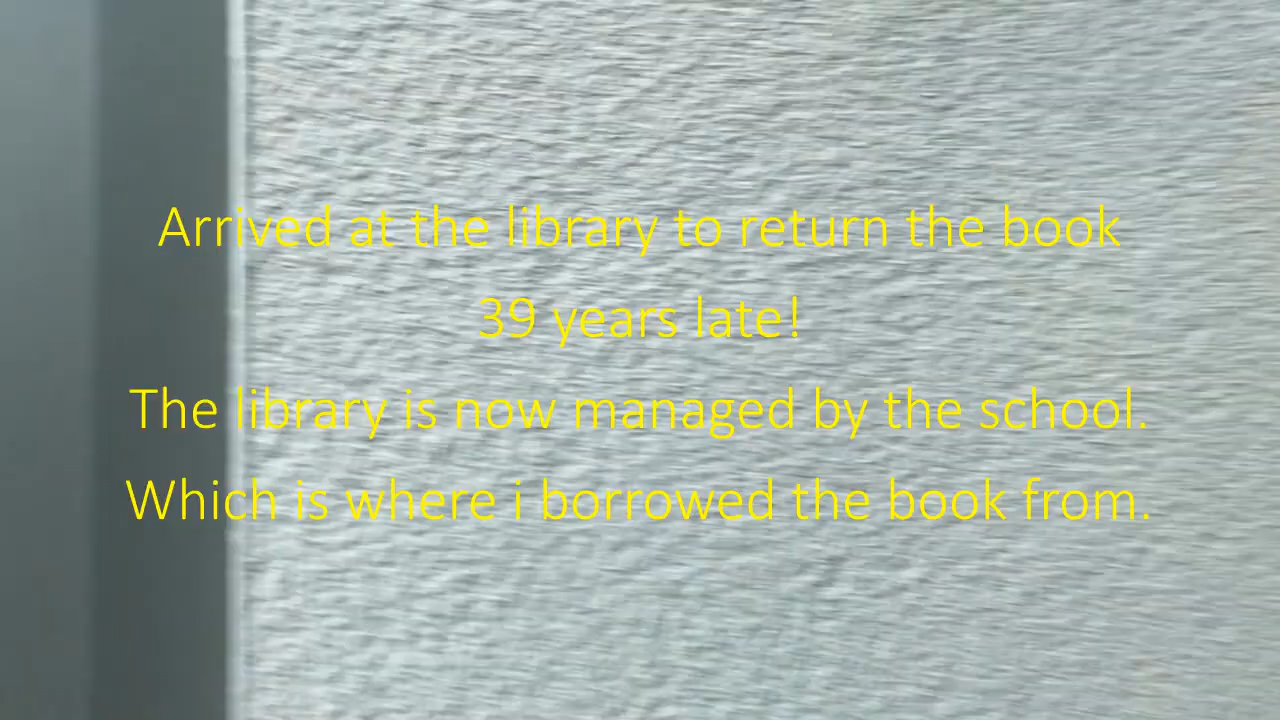 Arrived at the library to return the book
39 years late!
The library is now managed by the school.
Which is where i borrowed the book from.